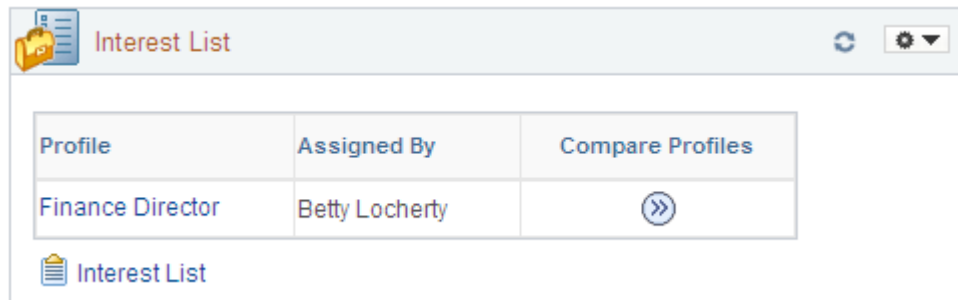 Interest List
Profile Assigned By Compare Profiles
Finance Director Betty Locherty
Interest List